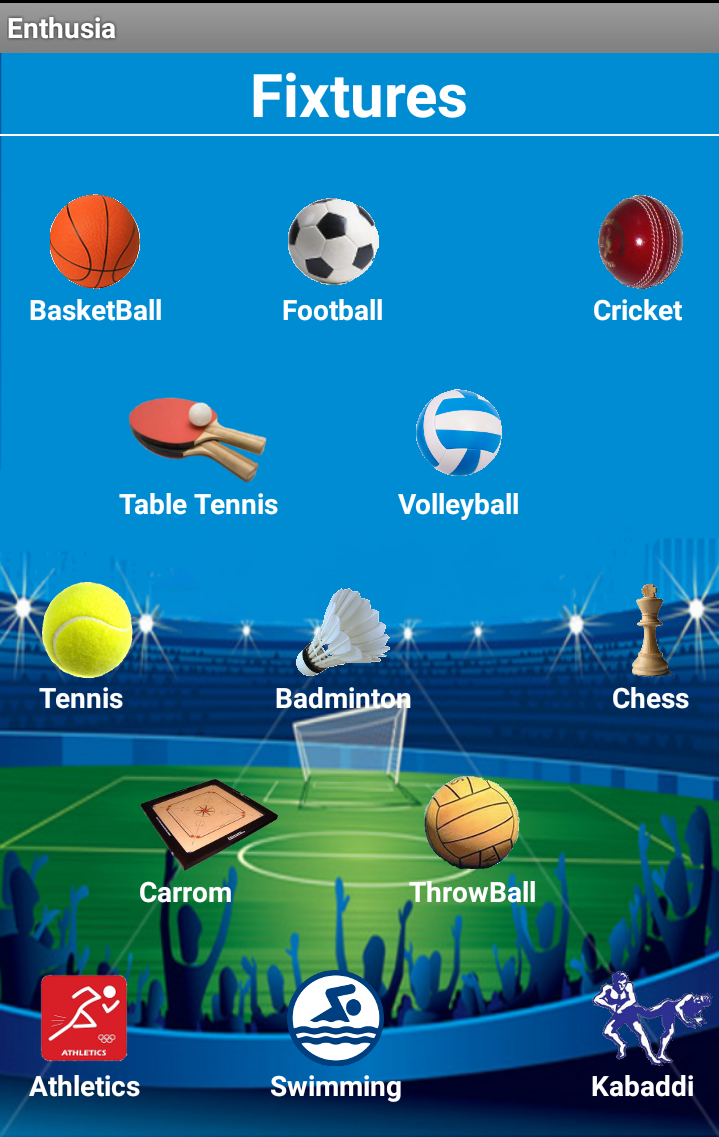 Enthusia
Fixtures
BasketBall
Football
Cricket
Table Tennis
Volleyball
Tennis
Badminton
Chess
Carrom
ThrowBall
ATHLETICS
Athletics
Swimming
Kabaddi